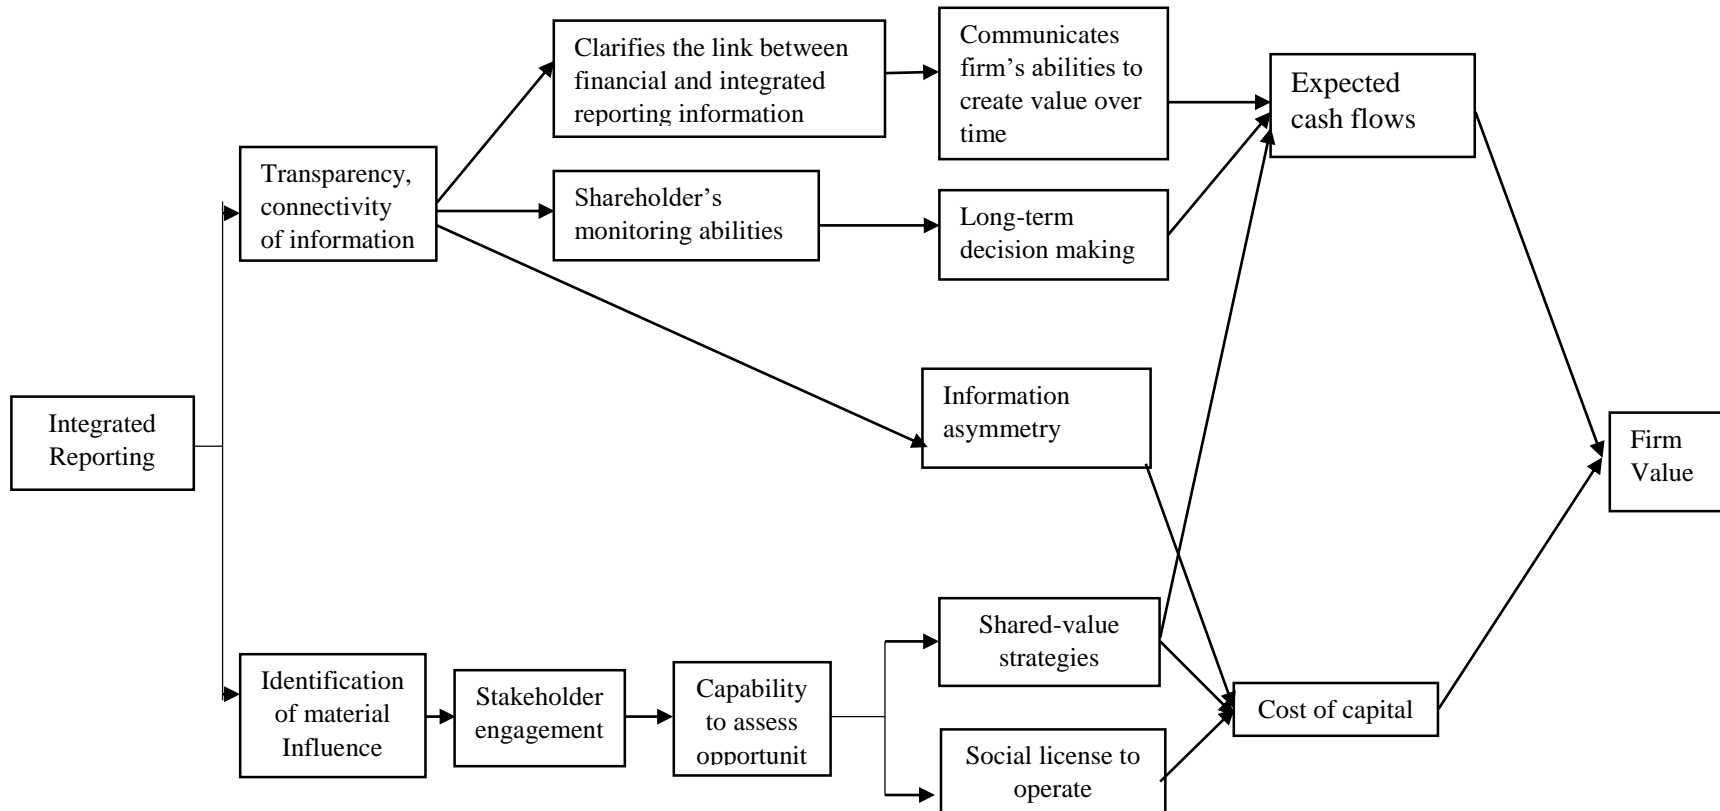 Clarifies the link between
financial and integrated
reporting information
Communicates
firm’s abilities to
create value over
time
Expected
cash flows
Transparency,
connectivity
of information
Shareholder’s
monitoring abilities
Long-term
decision making
Information
asymmetry
Integrated
Reporting
Firm
Value
Shared-value
strategies
Identification
of material
Influence
Stakeholder
engagement
Capability
to assess
opportunit
Cost of capital
Social license to
operate